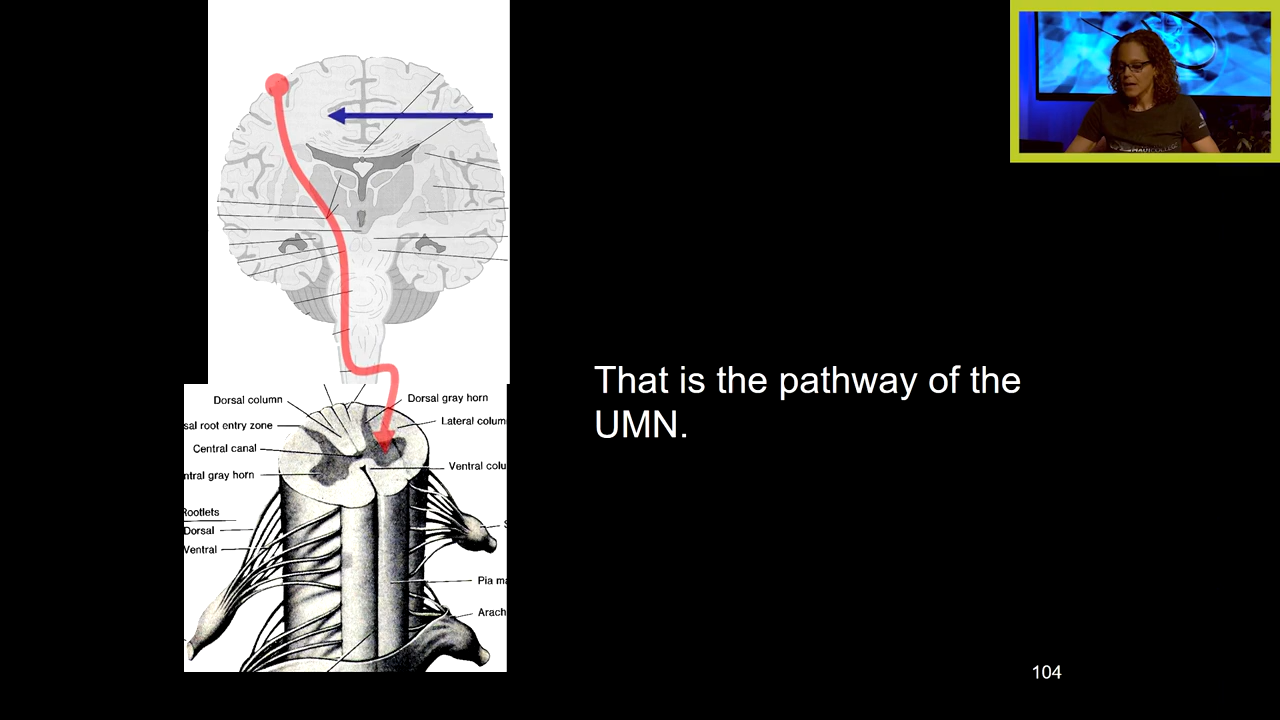 That is the pathway of the
UMN.
Dorsal column
Dorsal gray horn
sal root entry zone
Lateral colum
Central canal
Ventral colu
ntral gray horn
Rootlets
Dorsal
Ventral
S
Pia ma
Arach
104